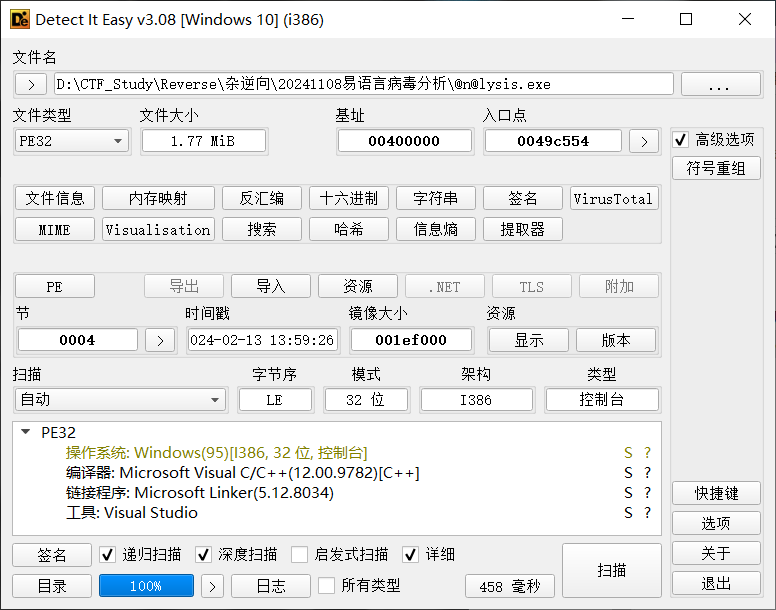 Detect It Easy v3.08 [Windows 10] (i386)
文件名
> D:\CTF_Study\Reverse\杂逆向\20241108易语言病毒分析\@n@lysis.exe ...
文件类型 文件大小 基址 入口点
PE32 1.77 MiB 00400000 0049c554 > 高级选项
符号重组
文件信息 内存映射 反汇编 十六进制 字符串 签名 VirusTotal
MIME Visualisation 搜索 哈希 信息熵 提取器
PE 导出 导入 资源 .NET TLS 附加
节 时间戳 镜像大小 资源
0004 > 024-02-13 13:59:26 001ef000 显示 版本
扫描 字节序 模式 架构 类型
自动 LE 32 位 I386 控制台
PE32
操作系统: Windows(95)[I386, 32 位, 控制台] S ?
编译器: Microsoft Visual C/C++(12.00.9782)[C++] S ?
链接程序: Microsoft Linker(5.12.8034) S ?
工具: Visual Studio S ?
快捷键
选项
签名 递归扫描 深度扫描 启发式扫描 详细 扫描 关于
目录 100% > 日志 所有类型 458 毫秒 退出